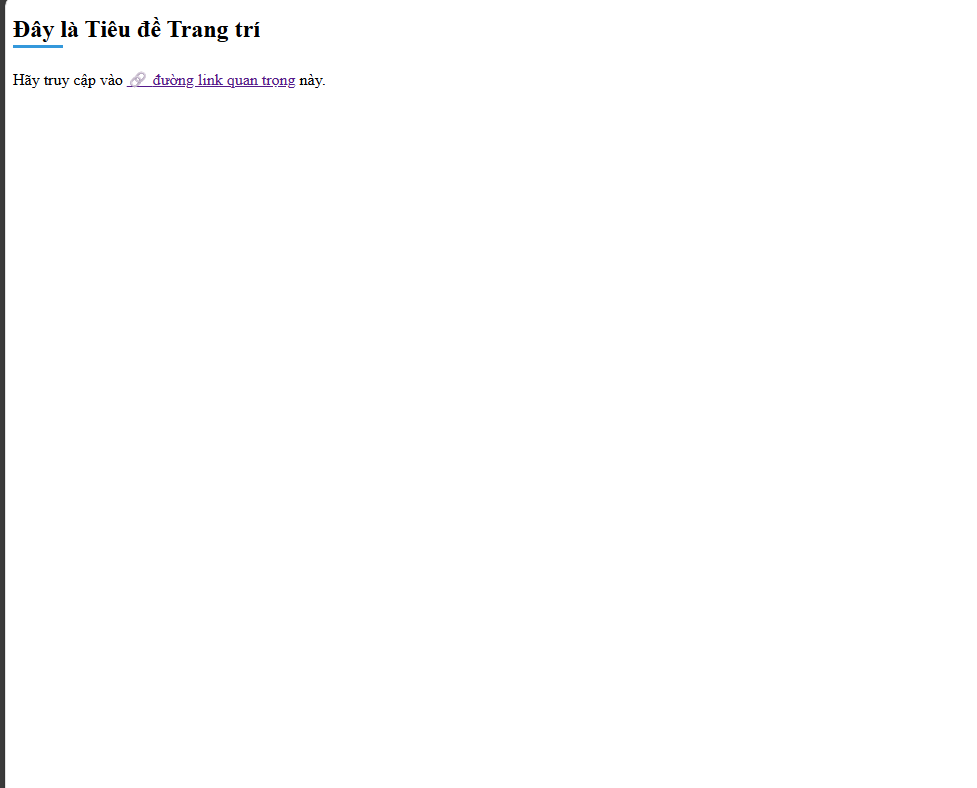 Đây là Tiêu đề Trang trí
Hãy truy cập vào 🔗 đường link quan trọng này.